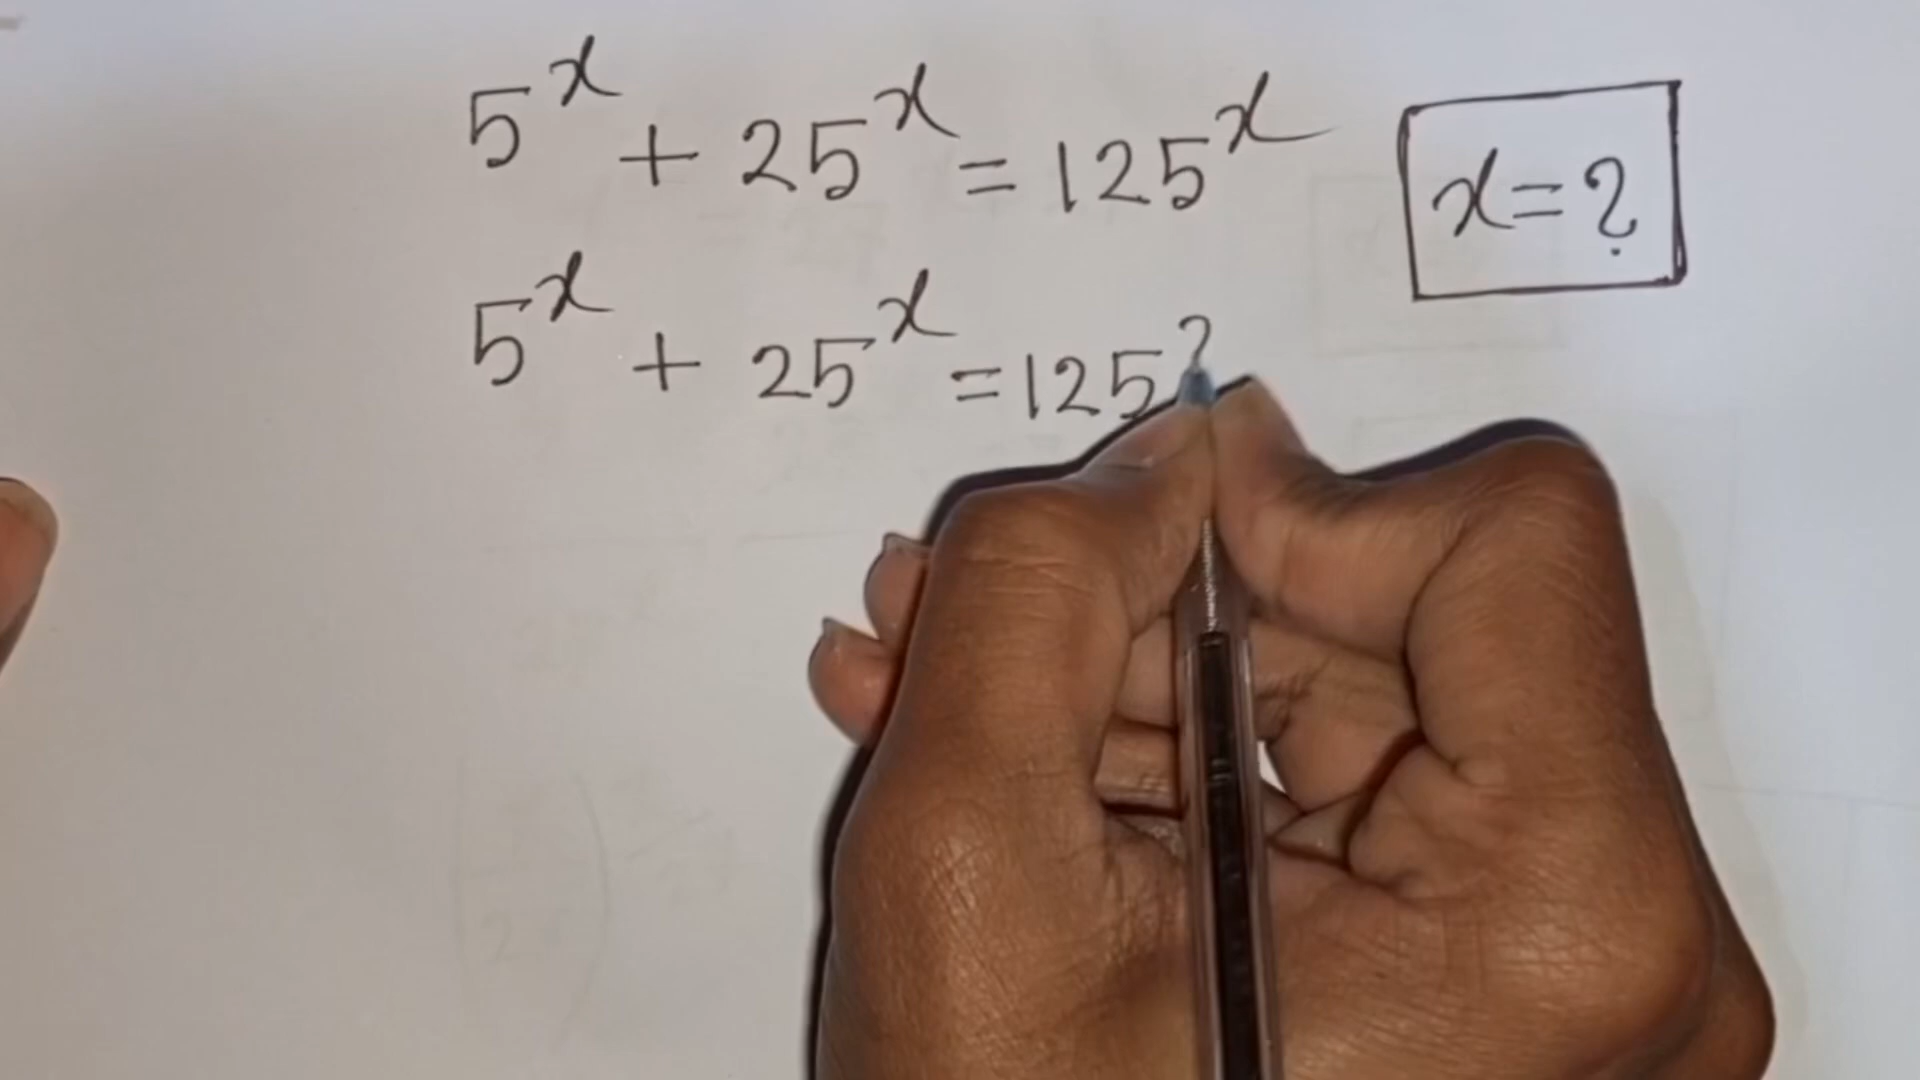 5^x + 25^x = 125^x
x = ?
5^x + 25^x = 125